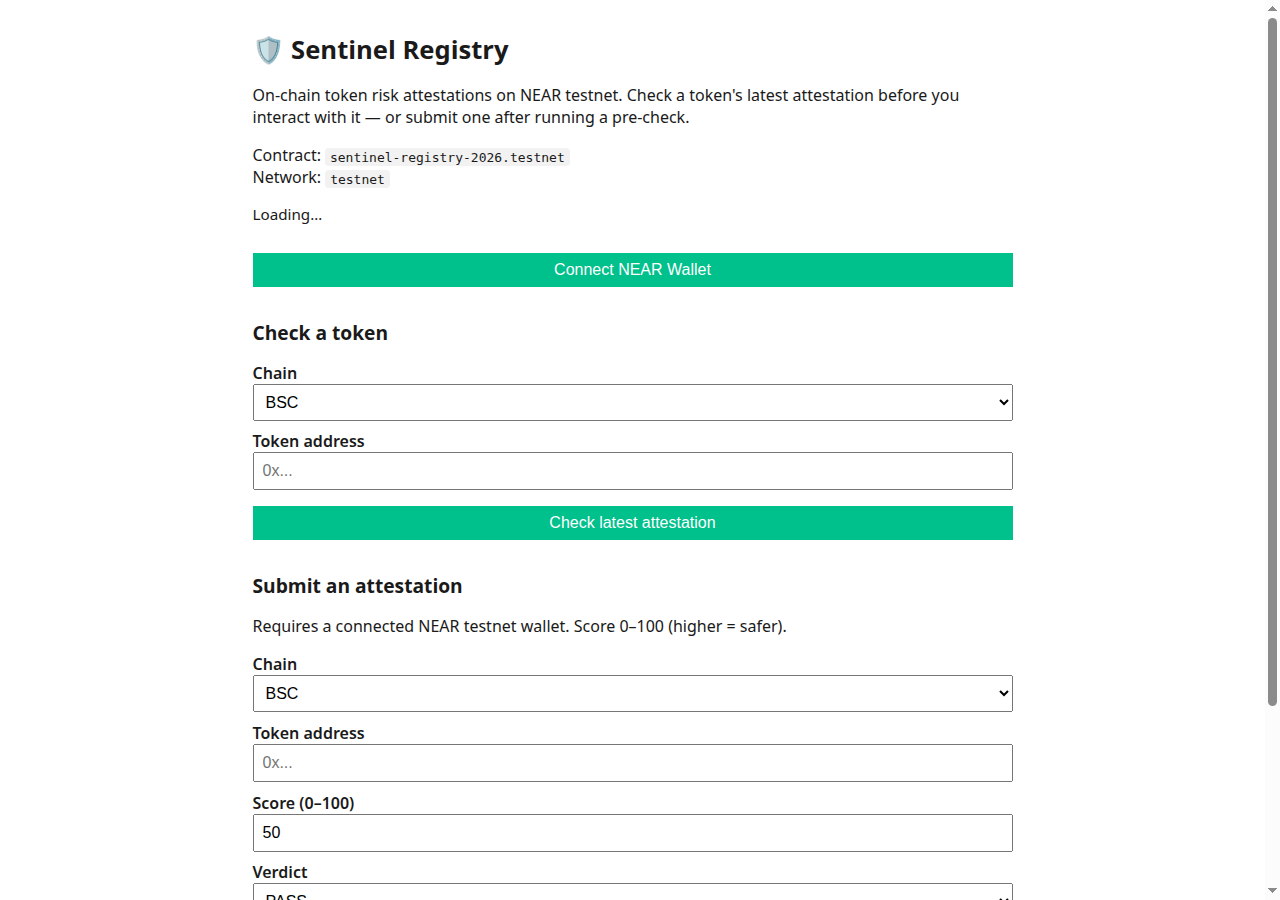 Sentinel Registry
On-chain token risk attestations on NEAR testnet. Check a token's latest attestation before you
interact with it — or submit one after running a pre-check.
Contract: sentinel-registry-2026.testnet
Network: testnet
Loading...
Connect NEAR Wallet
Check a token
Chain
BSC
Token address
0x...
Check latest attestation
Submit an attestation
Requires a connected NEAR testnet wallet. Score 0–100 (higher = safer).
Chain
BSC
Token address
0x...
Score (0–100)
50
Verdict
PASS